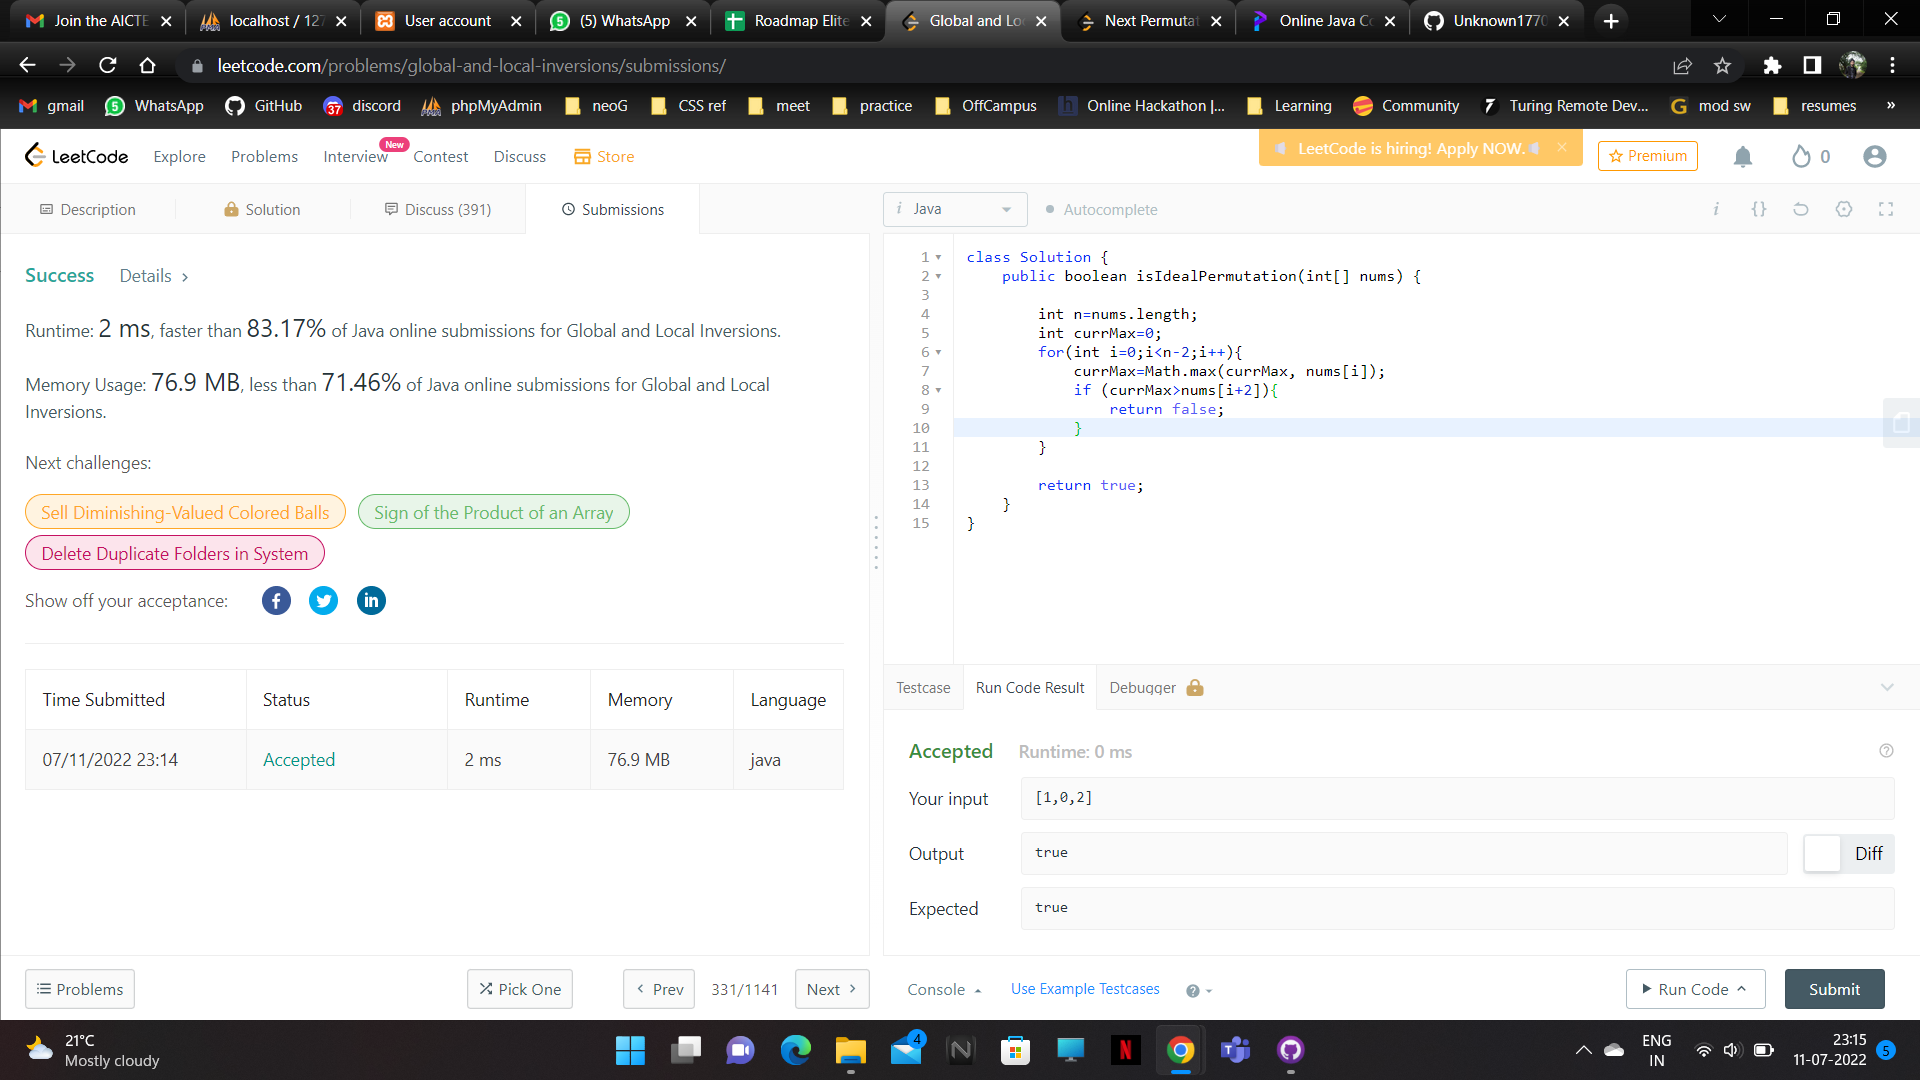 Join the AICTE
localhost / 127
User account
(5) WhatsApp
Roadmap Elite
Global and Loc
Next Permutat
Online Java Co
Unknown1770
leetcode.com/problems/global-and-local-inversions/submissions/
gmail WhatsApp GitHub 37 discord phpMyAdmin neoG CSS ref meet practice OffCampus h Online Hackathon |... Learning Community Turing Remote Dev... mod sw resumes »
LeetCode Explore Problems Interview New Contest Discuss Store LeetCode is hiring! Apply NOW. Premium 0
Description Solution Discuss (391) Submissions
i Java Autocomplete
Success Details >
Runtime: 2 ms, faster than 83.17% of Java online submissions for Global and Local Inversions.
Memory Usage: 76.9 MB, less than 71.46% of Java online submissions for Global and Local
Inversions.
Next challenges:
Sell Diminishing-Valued Colored Balls Sign of the Product of an Array
Delete Duplicate Folders in System
Show off your acceptance:
Time Submitted Status Runtime Memory Language
07/11/2022 23:14 Accepted 2 ms 76.9 MB java
1 class Solution {
2 public boolean isIdealPermutation(int[] nums) {
3
4 int n=nums.length;
5 int currMax=0;
6 for(int i=0;i<n-2;i++){
7 currMax=Math.max(currMax, nums[i]);
8 if (currMax>nums[i+2]){
9 return false;
10 }
11 }
12
13 return true;
14 }
15 }
Testcase Run Code Result Debugger
Accepted Runtime: 0 ms
Your input [1,0,2]
Output true Diff
Expected true
Problems Pick One Prev 331/1141 Next Console Use Example Testcases Run Code Submit
21°C
Mostly cloudy
4
ENG
IN
23:15
11-07-2022
5